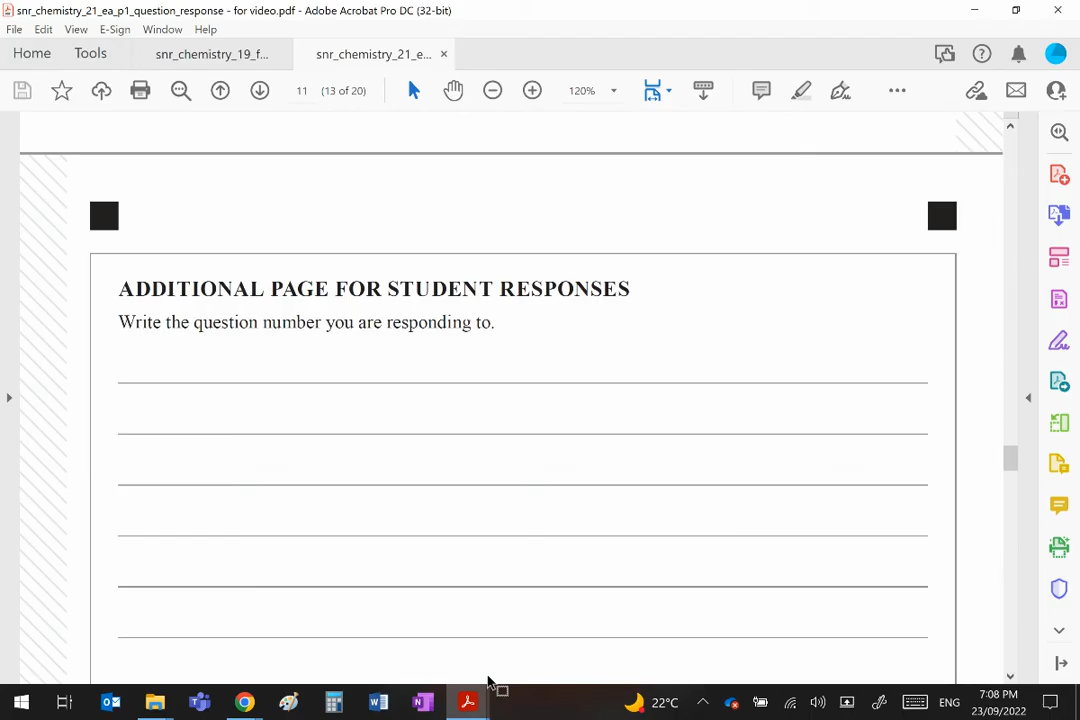 snr_chemistry_21_ea_p1_question_response - for video.pdf - Adobe Acrobat Pro DC (32-bit)
File Edit View E-Sign Window Help
Home Tools snr_chemistry_19_f... snr_chemistry_21_e...
11 (13 of 20) 120%
ADDITIONAL PAGE FOR STUDENT RESPONSES
Write the question number you are responding to.
22°C ENG 7:08 PM
23/09/2022